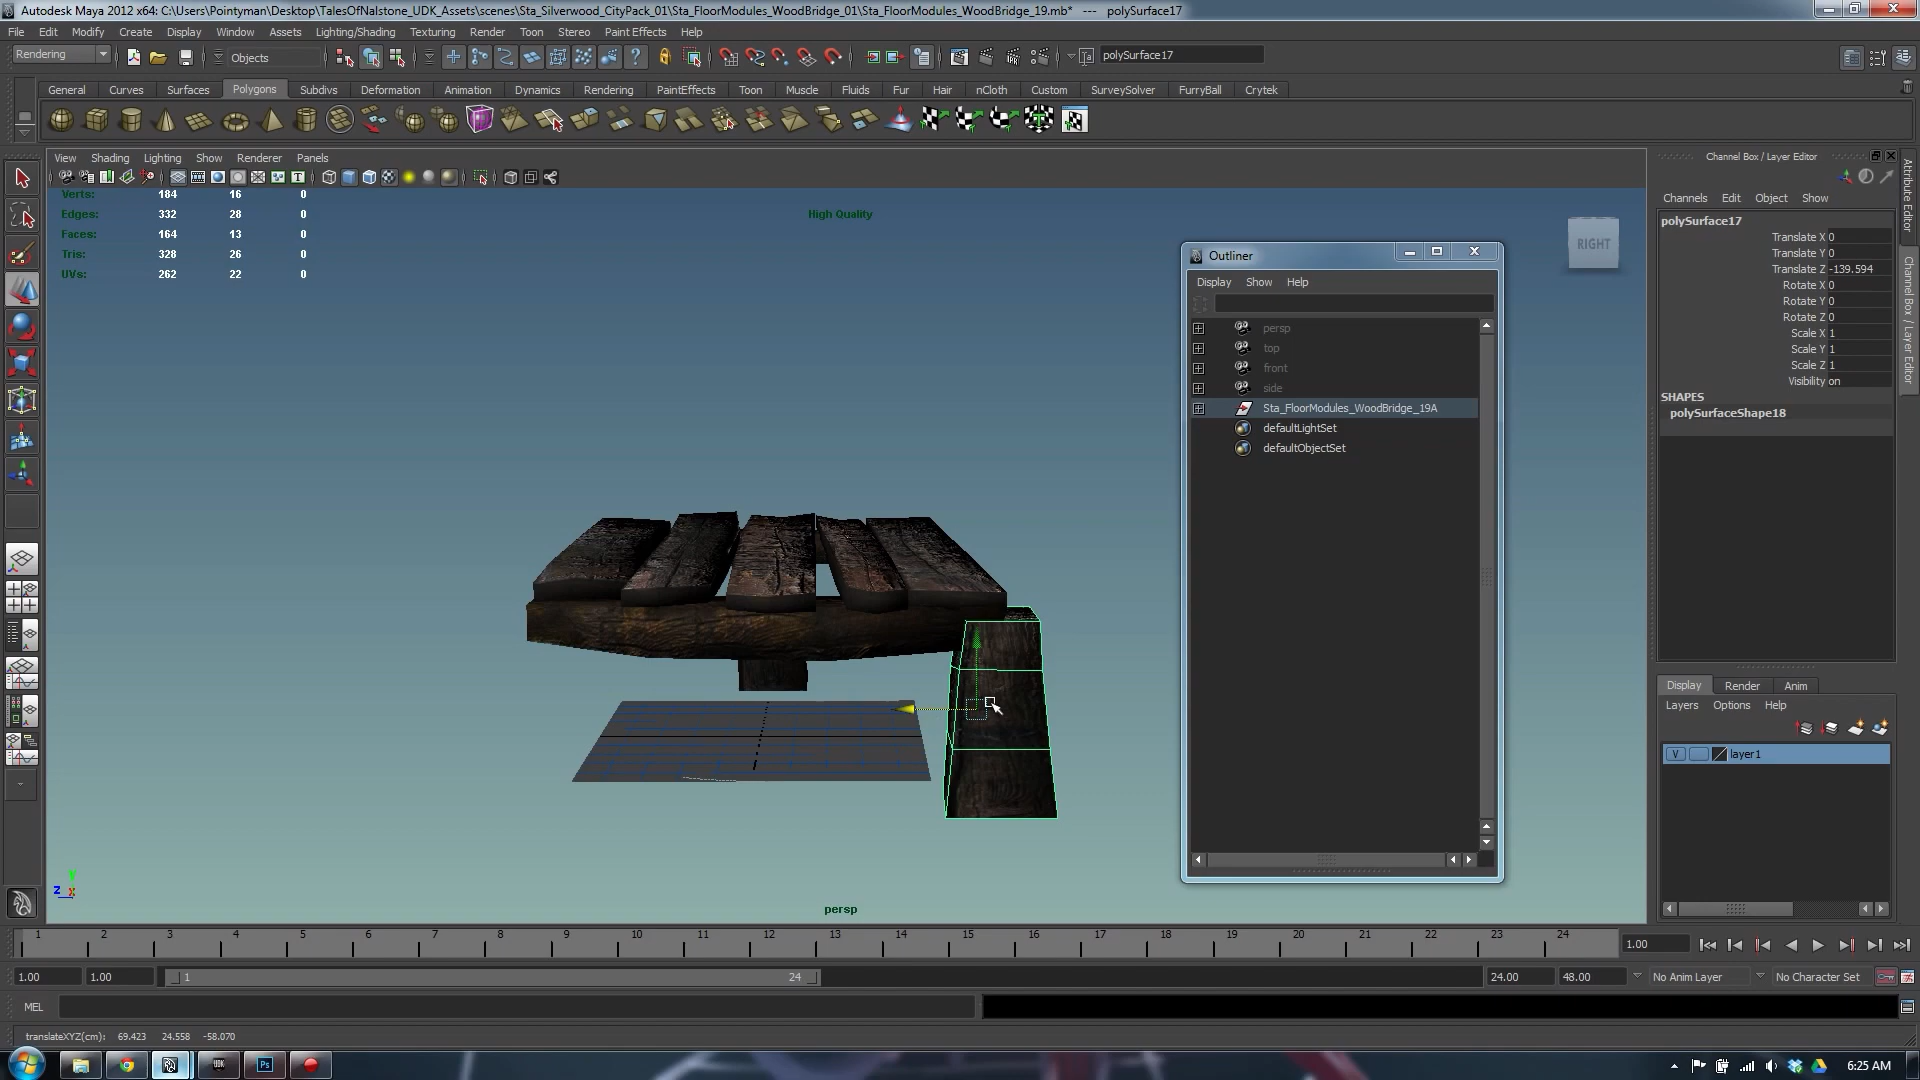 Autodesk Maya 2012 x64: C:\Users\Pointyman\Desktop\TalesOfNalstone_UDK_Assets\scenes\Sta_Silverwood_CityPack_01\Sta_FloorModules_WoodBridge_01\Sta_FloorModules_WoodBridge_19.mb*  ---  polySurface17
File Edit Modify Create Display Window Assets Lighting/Shading Texturing Render Toon Stereo Paint Effects Help
Rendering Objects polySurface17
General Curves Surfaces Polygons Subdivs Deformation Animation Dynamics Rendering PaintEffects Toon Muscle Fluids Fur Hair nCloth Custom SurveySolver FurryBall Crytek
View Shading Lighting Show Renderer Panels
Verts: 184 16 0
Edges: 332 28 0
Faces: 164 13 0
Tris: 328 26 0
UVs: 262 22 0
High Quality
RIGHT
persp
z x y
Outliner
Display Show Help
persp
top
front
side
Sta_FloorModules_WoodBridge_19A
defaultLightSet
defaultObjectSet
Channel Box / Layer Editor
Channels Edit Object Show
polySurface17
Translate X 0
Translate Y 0
Translate Z -139.594
Rotate X 0
Rotate Y 0
Rotate Z 0
Scale X 1
Scale Y 1
Scale Z 1
Visibility on
SHAPES
polySurfaceShape18
Attribute Editor
Channel Box / Layer Editor
Display Render Anim
Layers Options Help
V layer1
1 2 3 4 5 6 7 8 9 10 11 12 13 14 15 16 17 18 19 20 21 22 23 24 1.00
1.00 1.00 1 24 24.00 48.00 No Anim Layer No Character Set
MEL
translateXYZ(cm): 69.423 24.558 -58.070
Ps 6:25 AM